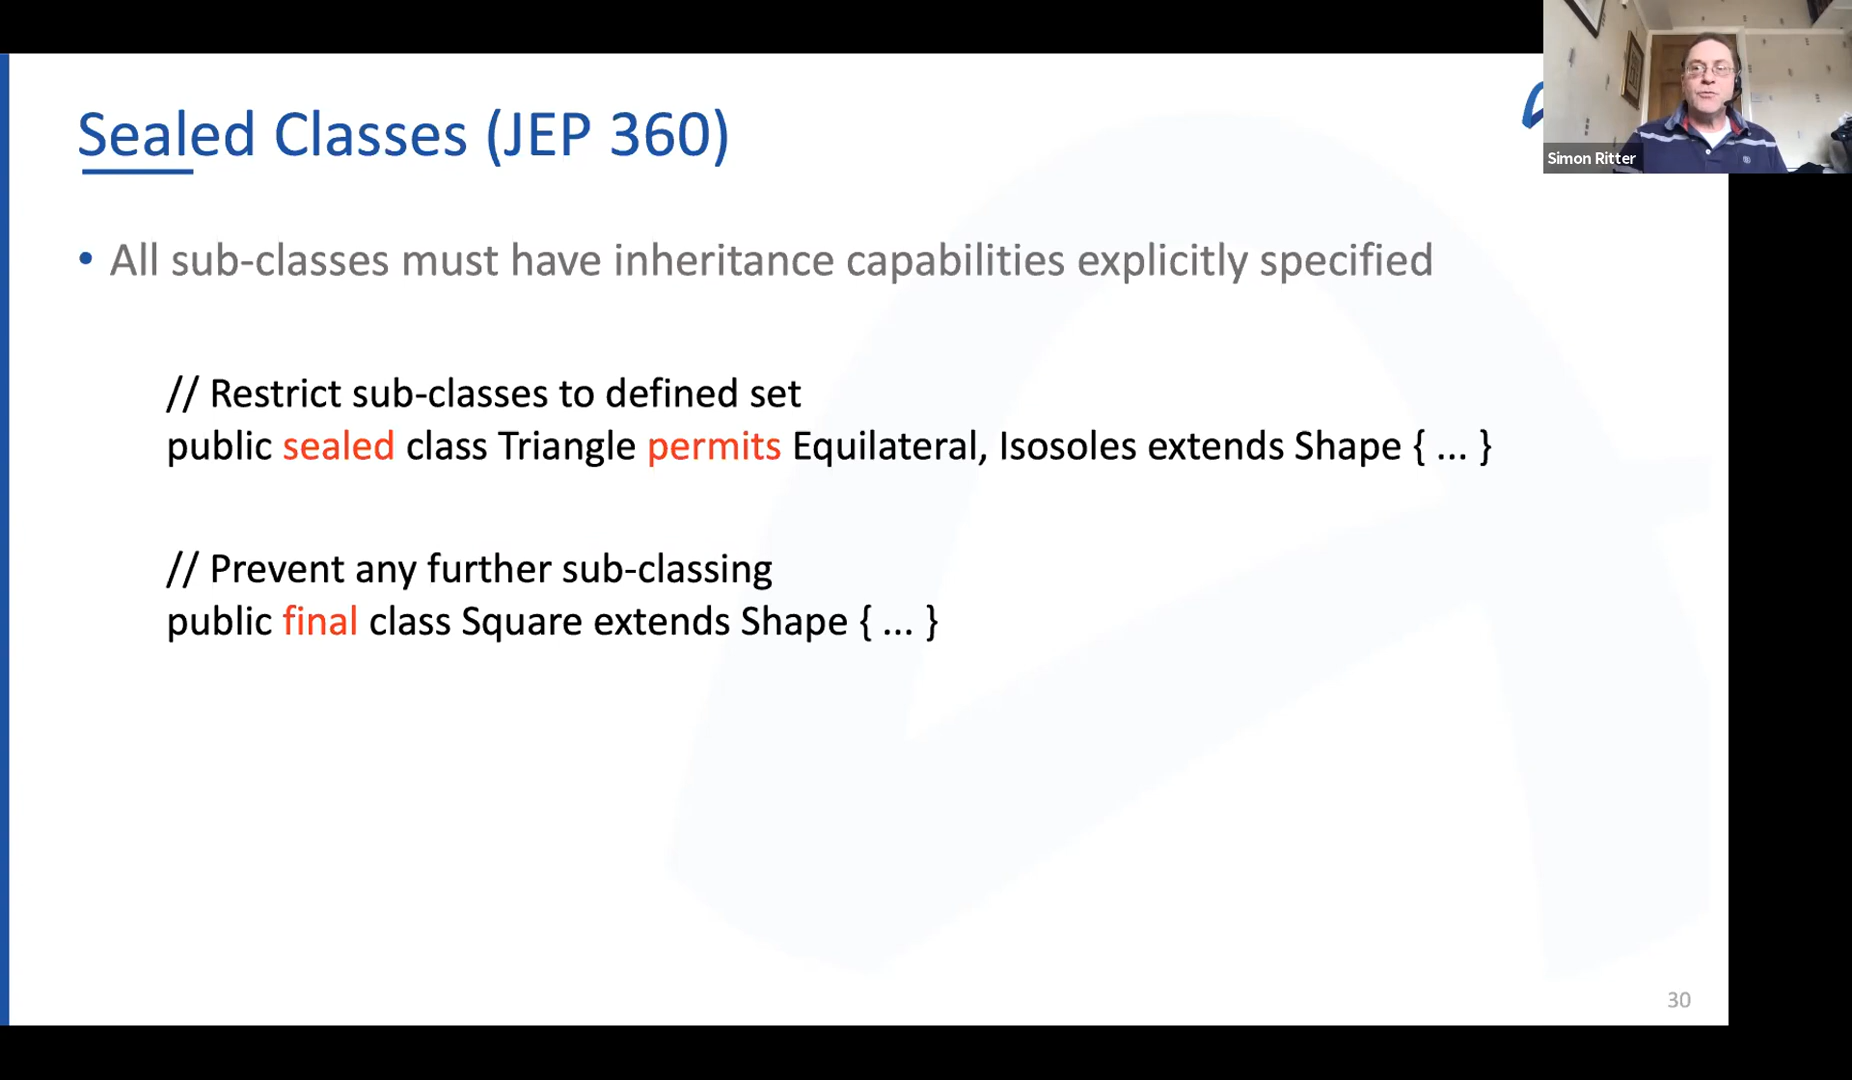 Sealed Classes (JEP 360)
Simon Ritter
• All sub-classes must have inheritance capabilities explicitly specified
// Restrict sub-classes to defined set
public sealed class Triangle permits Equilateral, Isosoles extends Shape { ... }
// Prevent any further sub-classing
public final class Square extends Shape { ... }
30